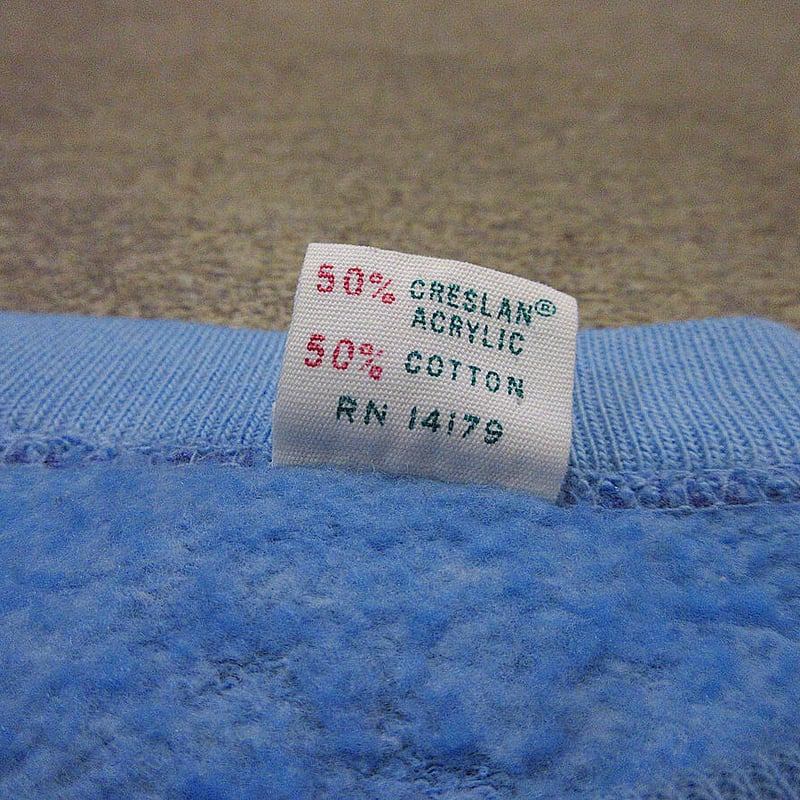 50% CRESLAN®
ACRYLIC
50% COTTON
RN 14179